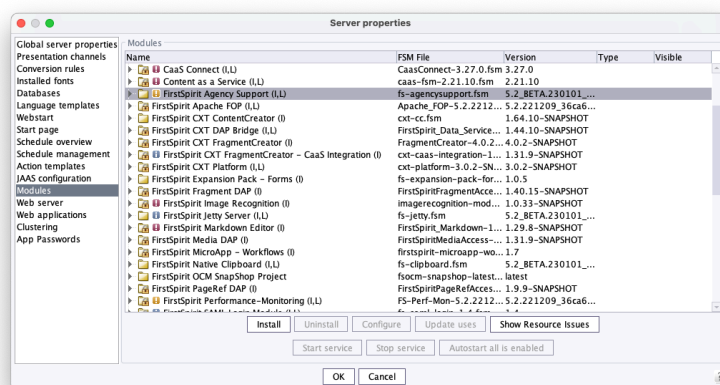 Server properties
Global server properties
Presentation channels
Conversion rules
Installed fonts
Databases
Language templates
Webstart
Start page
Schedule overview
Schedule management
Action templates
JAAS configuration
Modules
Web server
Web applications
Clustering
App Passwords
Modules
Name FSM File Version Type Visible
CaaS Connect (I,L) CaasConnect-3.27.0.fsm 3.27.0
Content as a Service (I,L) caas-fsm-2.21.10.fsm 2.21.10
FirstSpirit Agency Support (I,L) fs-agencysupport.fsm 5.2_BETA.230101_...
FirstSpirit Apache FOP (I,L) Apache_FOP-5.2.2212... 5.2.221209_36ca6...
FirstSpirit CXT ContentCreator (I) cxt-cc.fsm 1.64.10-SNAPSHOT
FirstSpirit CXT DAP Bridge (I,L) FirstSpirit_Data_Service... 1.44.10-SNAPSHOT
FirstSpirit CXT FragmentCreator (I) FragmentCreator-4.0.2... 4.0.2-SNAPSHOT
FirstSpirit CXT FragmentCreator - CaaS Integration (I) cxt-caas-integration-1... 1.31.9-SNAPSHOT
FirstSpirit CXT Platform (I,L) cxt-platform-3.0.2-SN... 3.0.2-SNAPSHOT
FirstSpirit Expansion Pack - Forms (I) fs-expansion-pack-for... 1.0.5
FirstSpirit Fragment DAP (I) FirstSpiritFragmentAcce... 1.40.15-SNAPSHOT
FirstSpirit Image Recognition (I) imagerecognition-mod... 1.0.33-SNAPSHOT
FirstSpirit Jetty Server (I,L) fs-jetty.fsm 5.2_BETA.230101_...
FirstSpirit Markdown Editor (I) FirstSpirit_Markdown-1... 1.29.8-SNAPSHOT
FirstSpirit Media DAP (I) FirstSpiritMediaAccess-... 1.31.9-SNAPSHOT
FirstSpirit MicroApp - Workflows (I) firstspirit-microapp-wo... 1.7
FirstSpirit Native Clipboard (I,L) fs-clipboard.fsm 5.2_BETA.230101_...
FirstSpirit OCM SnapShop Project fsocm-snapshop-latest... latest
FirstSpirit PageRef DAP (I) FirstSpiritPageRefAcces... 1.9.9-SNAPSHOT
FirstSpirit Performance-Monitoring (I,L) FS-Perf-Mon-5.2.2212... 5.2.221209_36ca6...
FirstSpirit SAML Login Module (I,L) fs-saml-login-1.4.fsm 1.4
Install Uninstall Configure Update uses Show Resource Issues
Start service Stop service Autostart all is enabled
OK Cancel